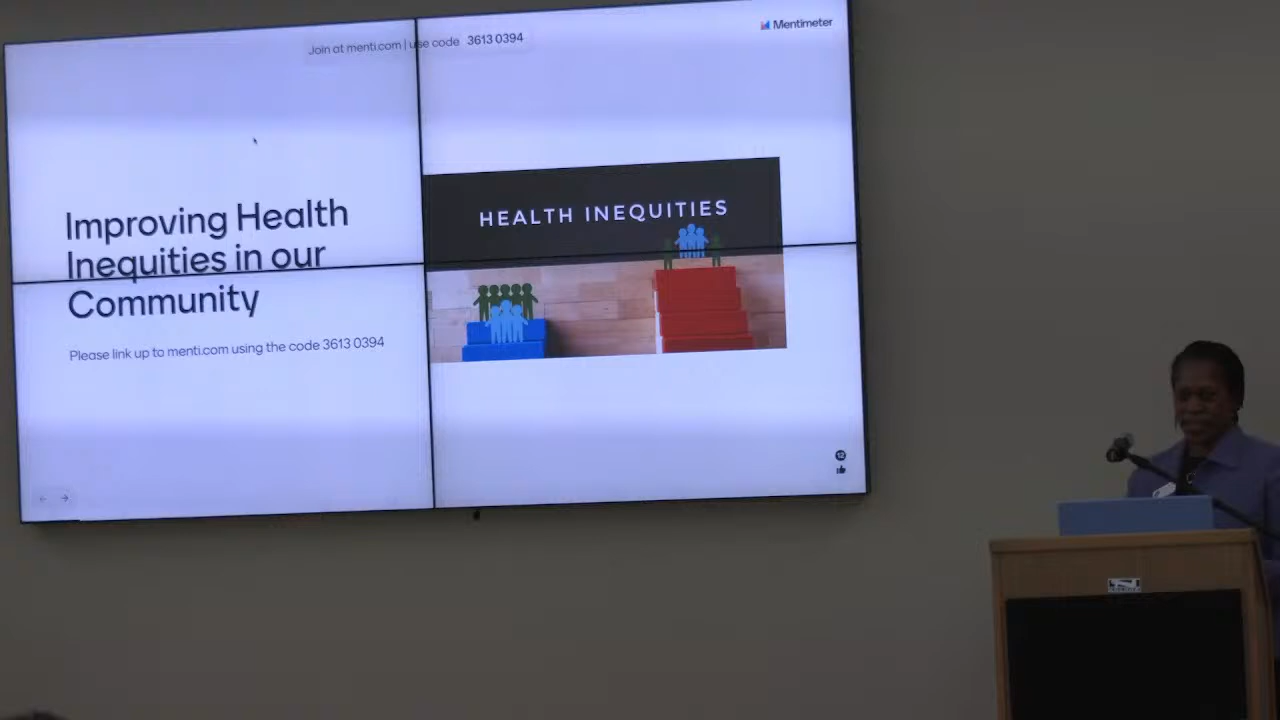 Join at menti.com | use code 3613 0394
Mentimeter
Improving Health
Inequities in our
Community
Please link up to menti.com using the code 3613 0394
HEALTH INEQUITIES
12